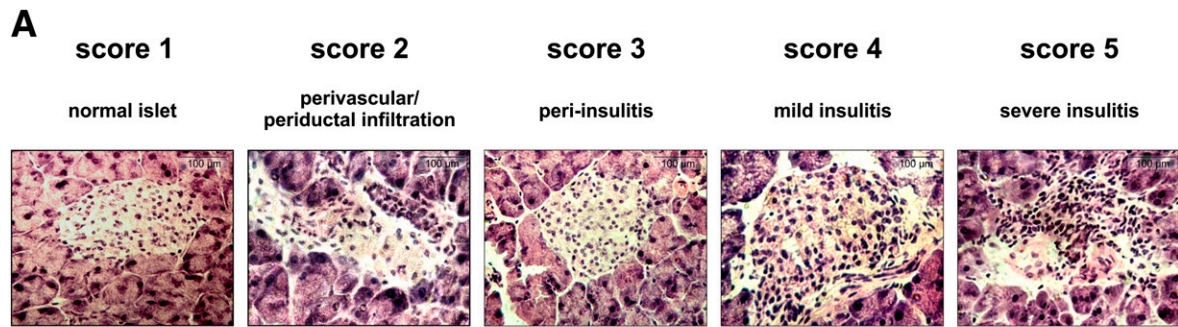 A
score 1
score 2
score 3
score 4
score 5
normal islet
perivascular/
periductal infiltration
peri-insulitis
mild insulitis
severe insulitis
100 µm
100 µm
100 µm
100 µm
100 µm